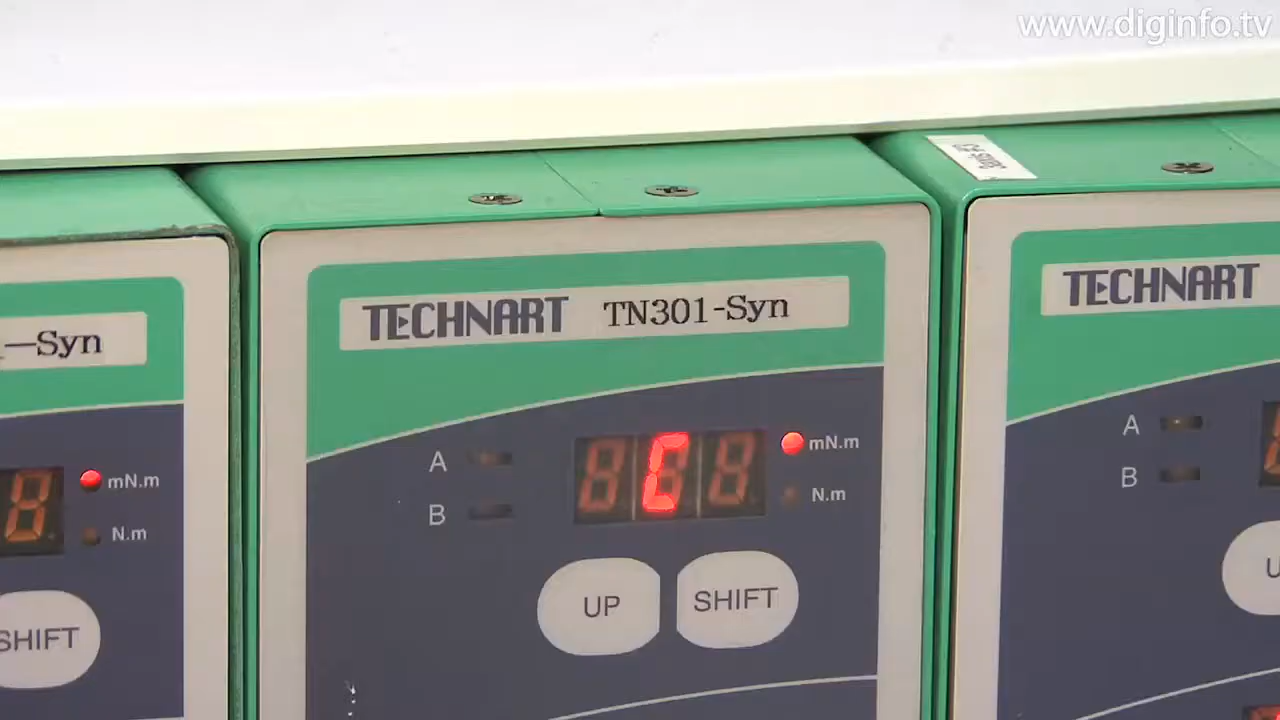 www.diginfo.tv
-Syn
mN.m
N.m
SHIFT
TECHNART TN301-Syn
A
B
C
mN.m
N.m
UP
SHIFT
TECHNART
A
B